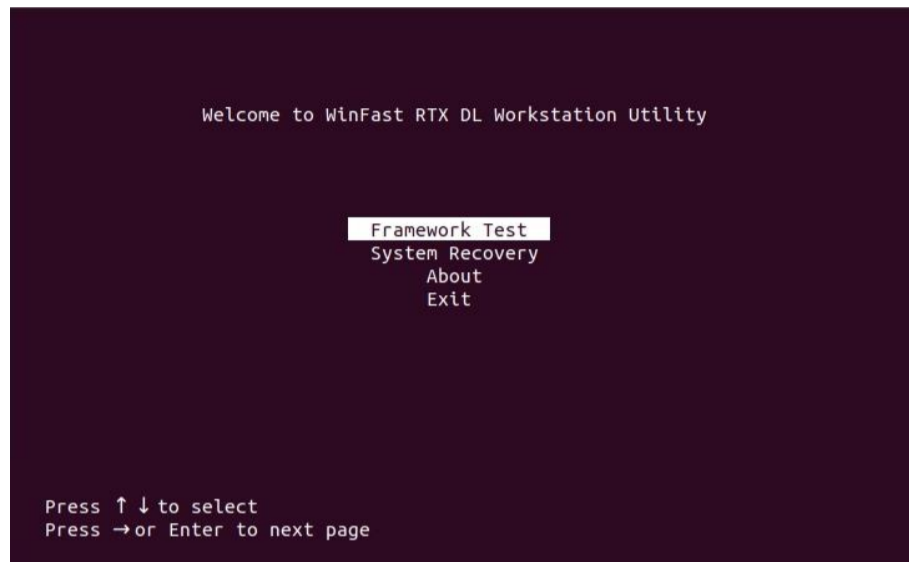 Welcome to WinFast RTX DL Workstation Utility
Framework Test
System Recovery
About
Exit
Press ↑↓to select
Press →or Enter to next page